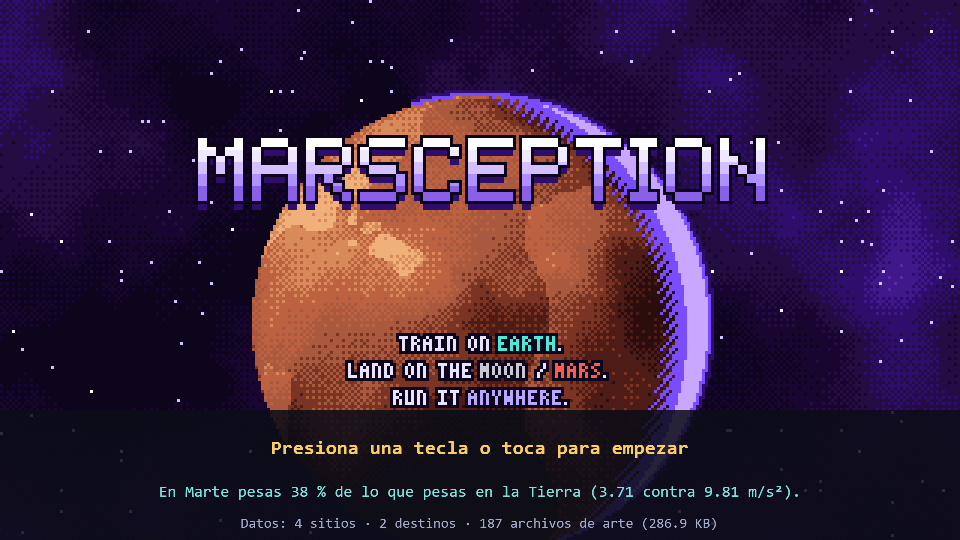 MARSCEPTION
TRAIN ON EARTH.
LAND ON THE MOON / MARS.
RUN IT ANYWHERE.
Presiona una tecla o toca para empezar
En Marte pesas 38 % de lo que pesas en la Tierra (3.71 contra 9.81 m/s²).
Datos: 4 sitios · 2 destinos · 187 archivos de arte (286.9 KB)